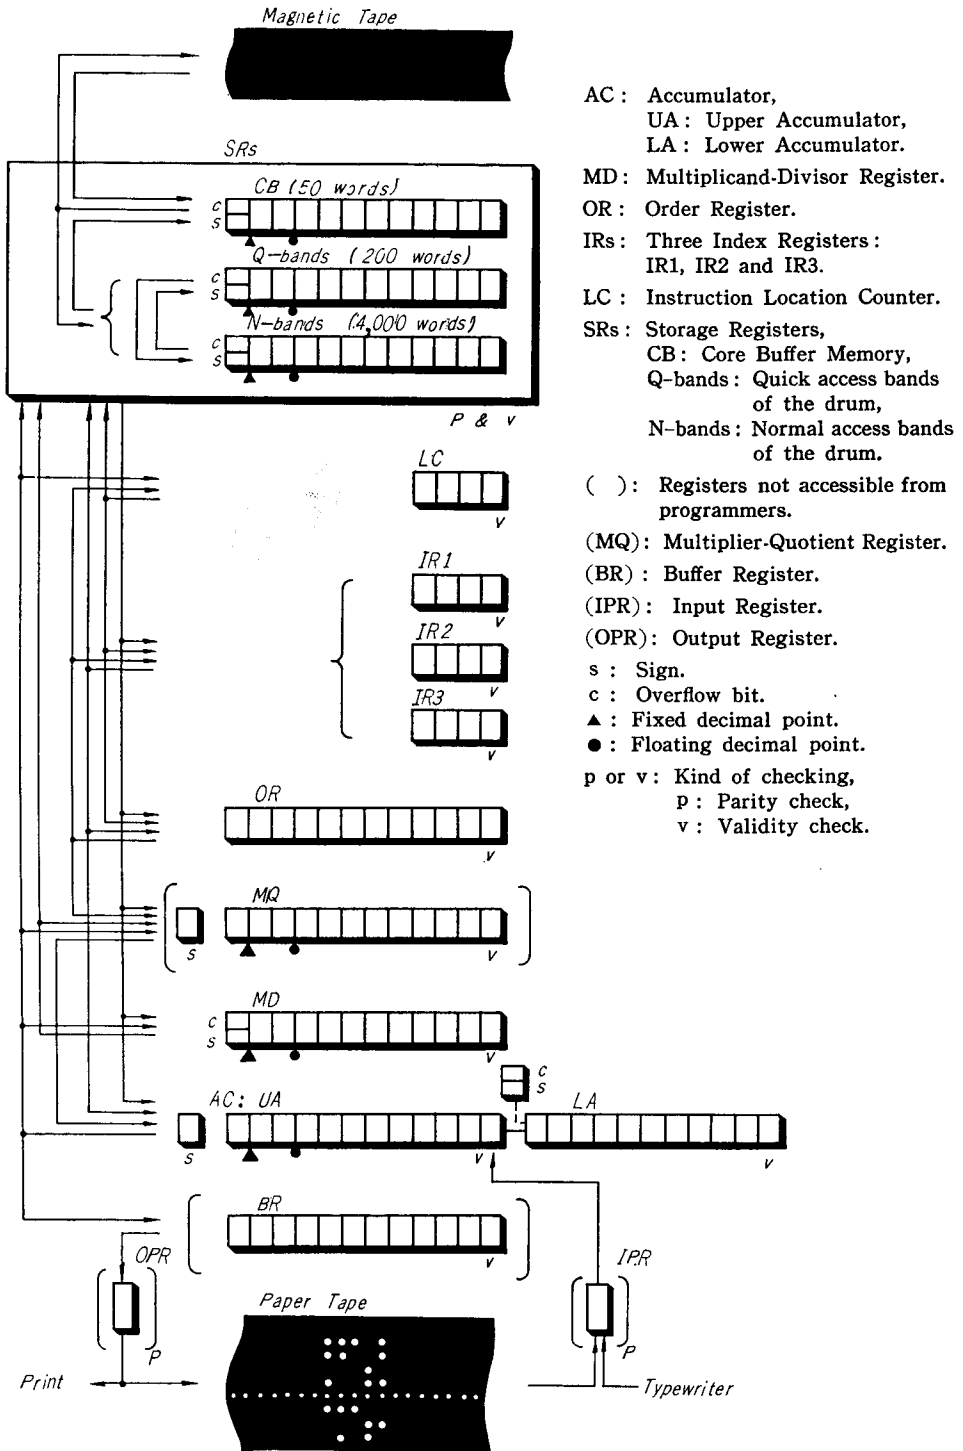 Magnetic Tape
SRs
CB (50 words)
c
s
Q-bands (200 words)
c
s
N-bands (4,000 words)
c
s
P & v
LC
v
IR1
v
IR2
v
IR3
v
OR
v
MQ
s
v
MD
c
s
v
c
s
AC: UA
LA
s
v
v
BR
v
OPR
P
IPR
P
Paper Tape
Print
Typewriter
AC: Accumulator,
UA: Upper Accumulator,
LA: Lower Accumulator.
MD: Multiplicand-Divisor Register.
OR: Order Register.
IRs: Three Index Registers:
IR1, IR2 and IR3.
LC: Instruction Location Counter.
SRs: Storage Registers,
CB: Core Buffer Memory,
Q-bands: Quick access bands
of the drum,
N-bands: Normal access bands
of the drum.
( ): Registers not accessible from
programmers.
(MQ): Multiplier-Quotient Register.
(BR): Buffer Register.
(IPR): Input Register.
(OPR): Output Register.
s: Sign.
c: Overflow bit.
▲: Fixed decimal point.
●: Floating decimal point.
p or v: Kind of checking,
p: Parity check,
v: Validity check.